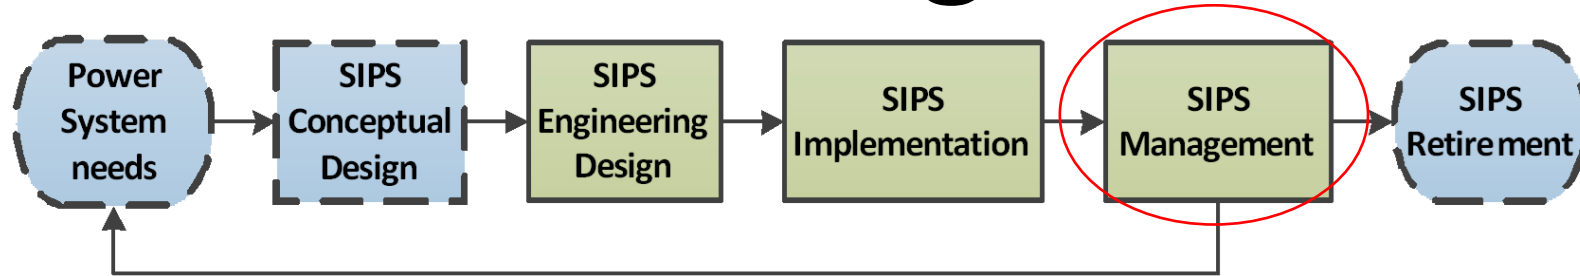 Power
System
needs
SIPS
Conceptual
Design
SIPS
Engineering
Design
SIPS
Implementation
SIPS
Management
SIPS
Retirement